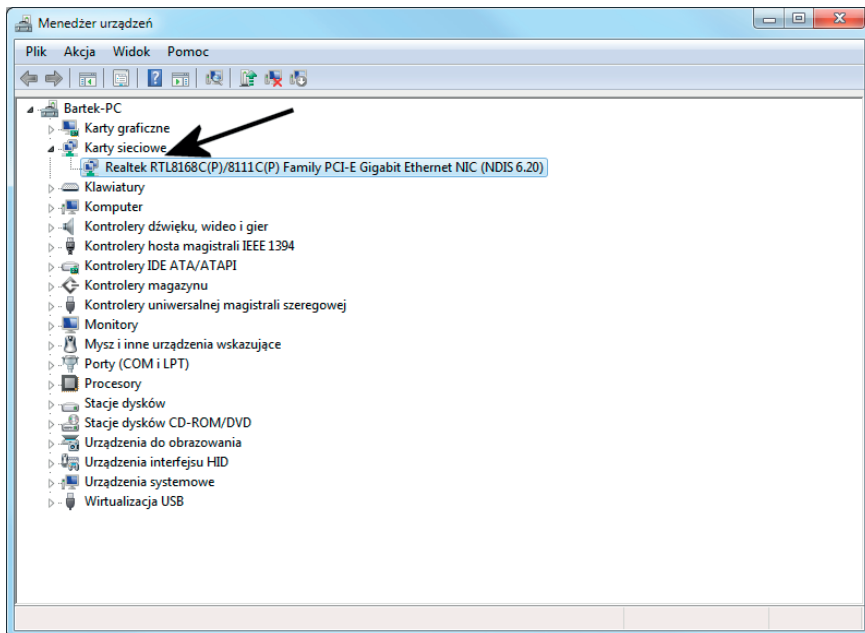 Menedżer urządzeń
Plik Akcja Widok Pomoc
Bartek-PC
Karty graficzne
Karty sieciowe
Realtek RTL8168C(P)/8111C(P) Family PCI-E Gigabit Ethernet NIC (NDIS 6.20)
Klawiatury
Komputer
Kontrolery dźwięku, wideo i gier
Kontrolery hosta magistrali IEEE 1394
Kontrolery IDE ATA/ATAPI
Kontrolery magazynu
Kontrolery uniwersalnej magistrali szeregowej
Monitory
Mysz i inne urządzenia wskazujące
Porty (COM i LPT)
Procesory
Stacje dysków
Stacje dysków CD-ROM/DVD
Urządzenia do obrazowania
Urządzenia interfejsu HID
Urządzenia systemowe
Wirtualizacja USB